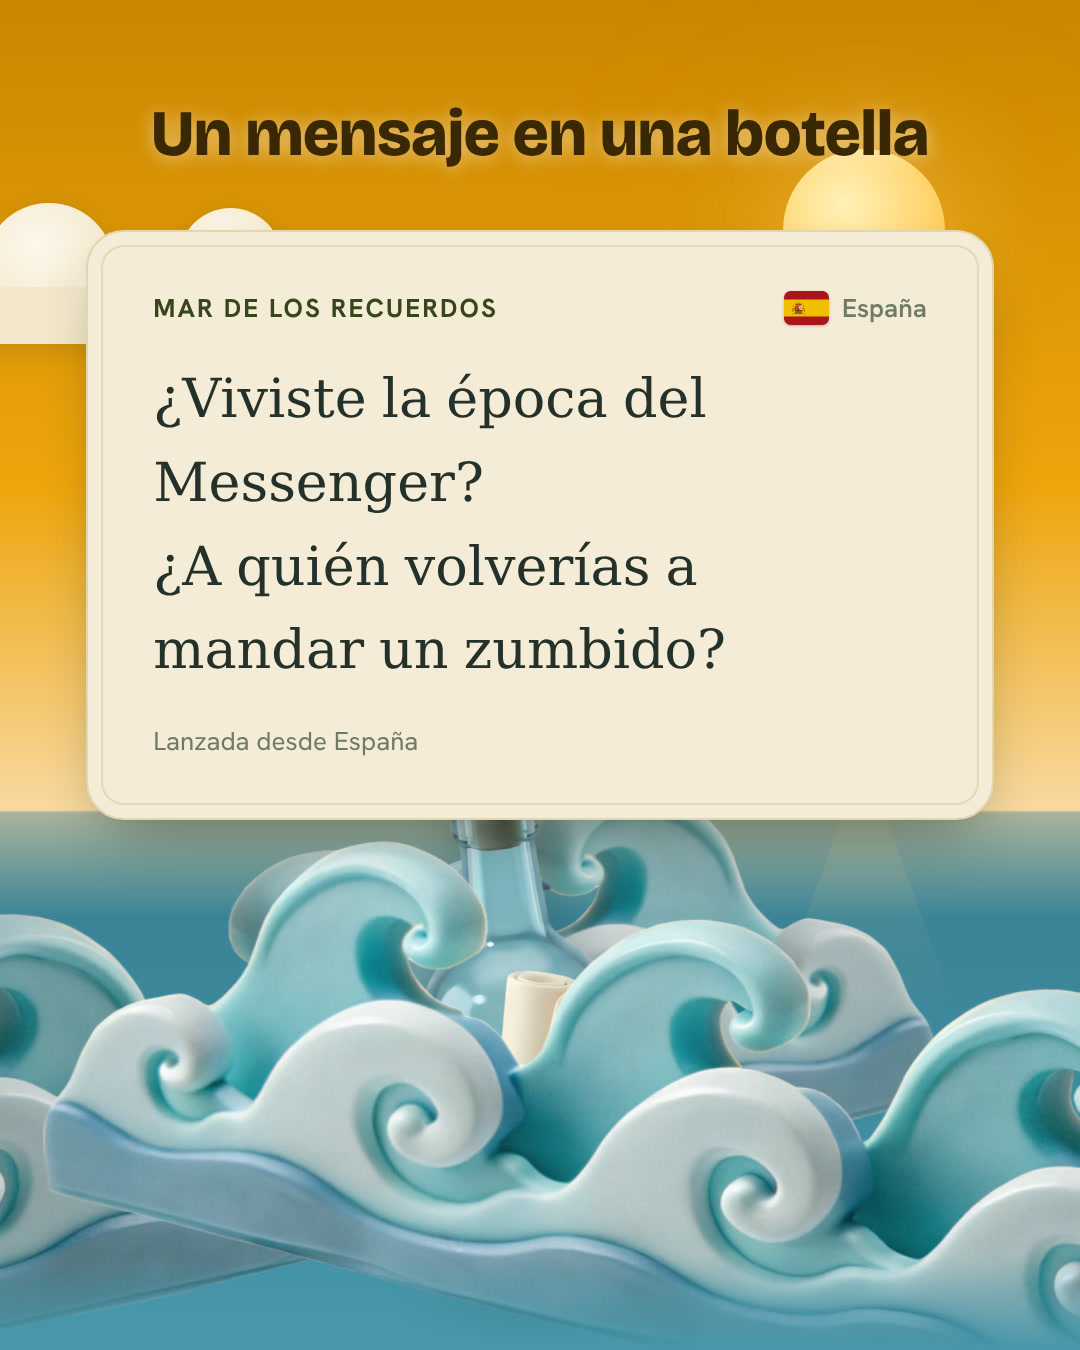 Un mensaje en una botella
MAR DE LOS RECUERDOS
España
¿Viviste la época del
Messenger?
¿A quién volverías a
mandar un zumbido?
Lanzada desde España